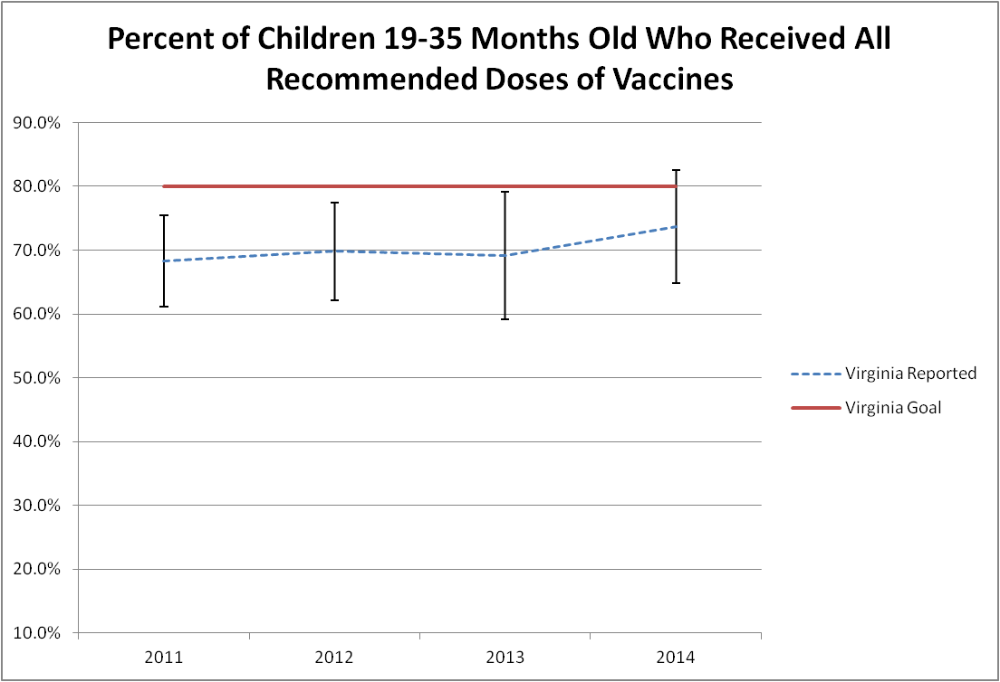 Percent of Children 19-35 Months Old Who Received All
Recommended Doses of Vaccines
90.0%
80.0%
70.0%
60.0%
50.0%
40.0%
30.0%
20.0%
10.0%
2011 2012 2013 2014
Virginia Reported
Virginia Goal